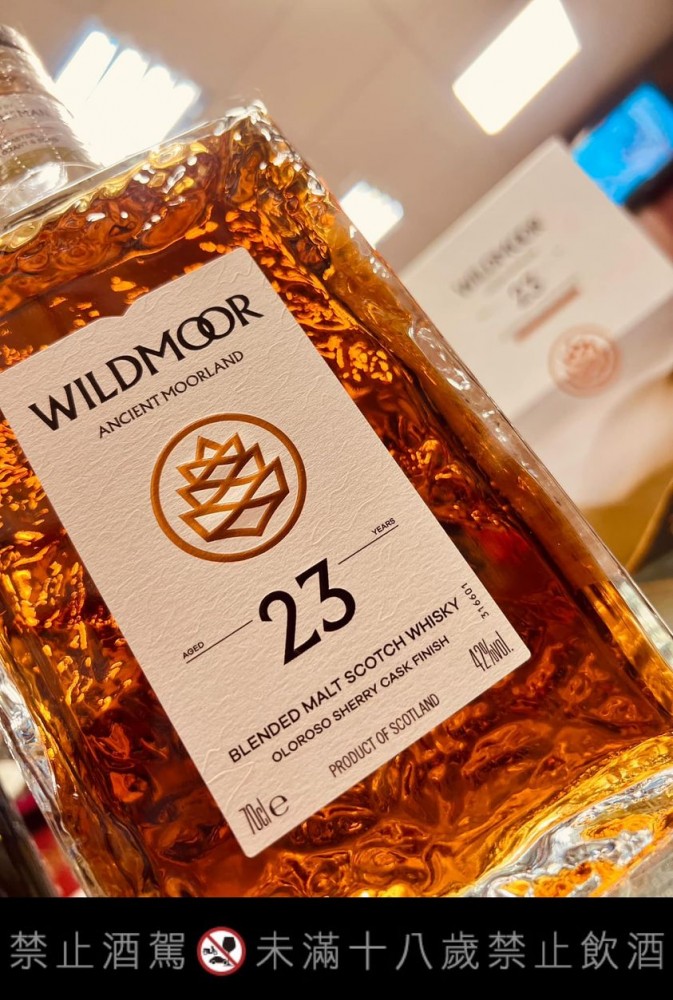 WILDMOOR
ANCIENT MOORLAND
AGED
23
YEARS
BLENDED MALT SCOTCH WHISKY
OLOROSO SHERRY CASK FINISH
PRODUCT OF SCOTLAND
70cl e
42%vol.
316601
WILDMOOR
23
禁止酒駕 未滿十八歲禁止飲酒